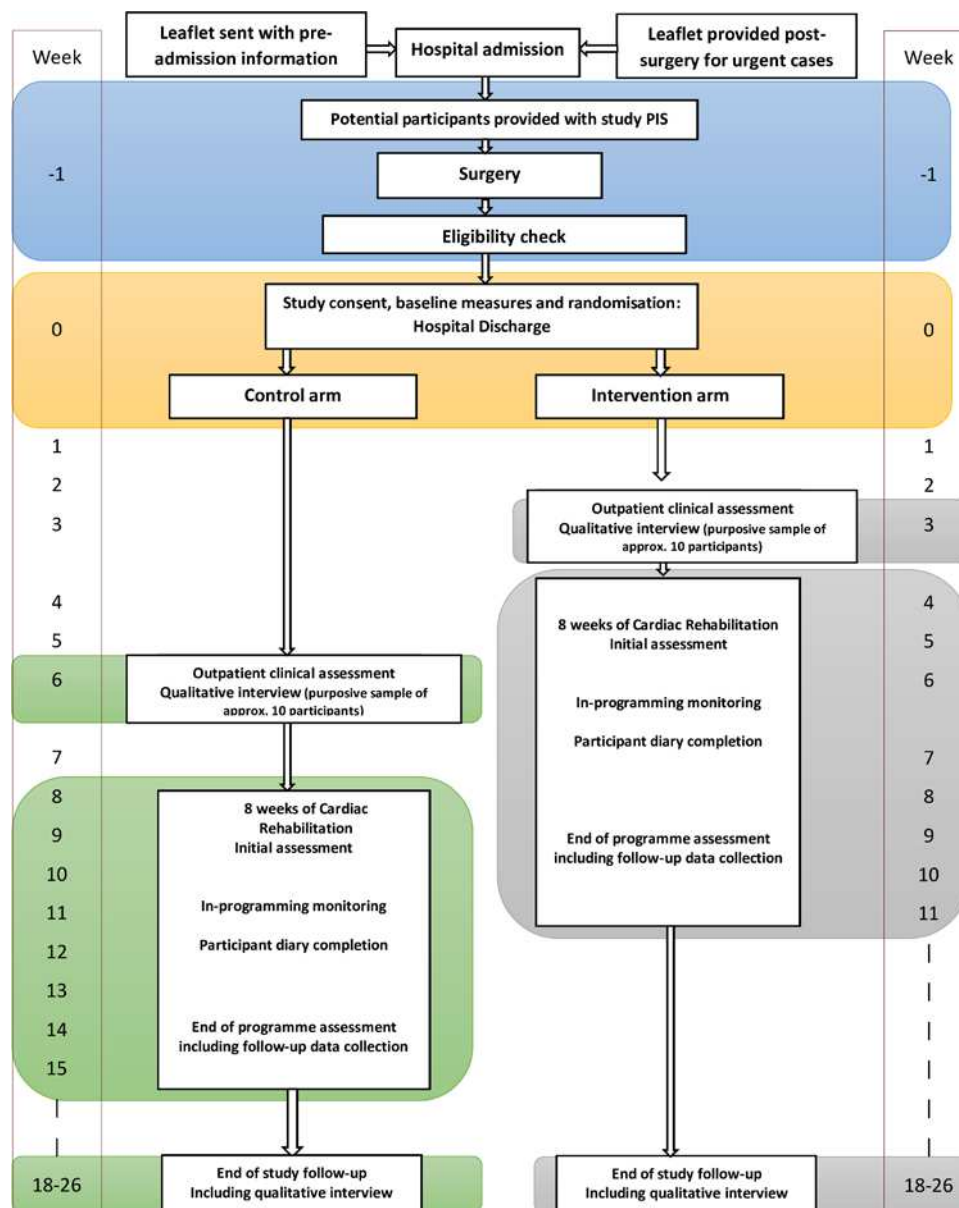 Week
Leaflet sent with pre-
admission information
Hospital admission
Leaflet provided post-
surgery for urgent cases
Week
Potential participants provided with study PIS
-1
Surgery
-1
Eligibility check
Study consent, baseline measures and randomisation:
Hospital Discharge
0
0
Control arm
Intervention arm
1
1
2
2
3
Outpatient clinical assessment
Qualitative interview (purposive sample of
approx. 10 participants)
3
4
4
5
8 weeks of Cardiac Rehabilitation
Initial assessment
5
6
Outpatient clinical assessment
Qualitative interview (purposive sample of
approx. 10 participants)
In-programming monitoring
6
Participant diary completion
7
7
8
8 weeks of Cardiac
Rehabilitation
Initial assessment
8
9
End of programme assessment
including follow-up data collection
9
10
10
11
In-programming monitoring
11
12
Participant diary completion
13
14
End of programme assessment
including follow-up data collection
15
18-26
End of study follow-up
Including qualitative interview
End of study follow-up
Including qualitative interview
18-26